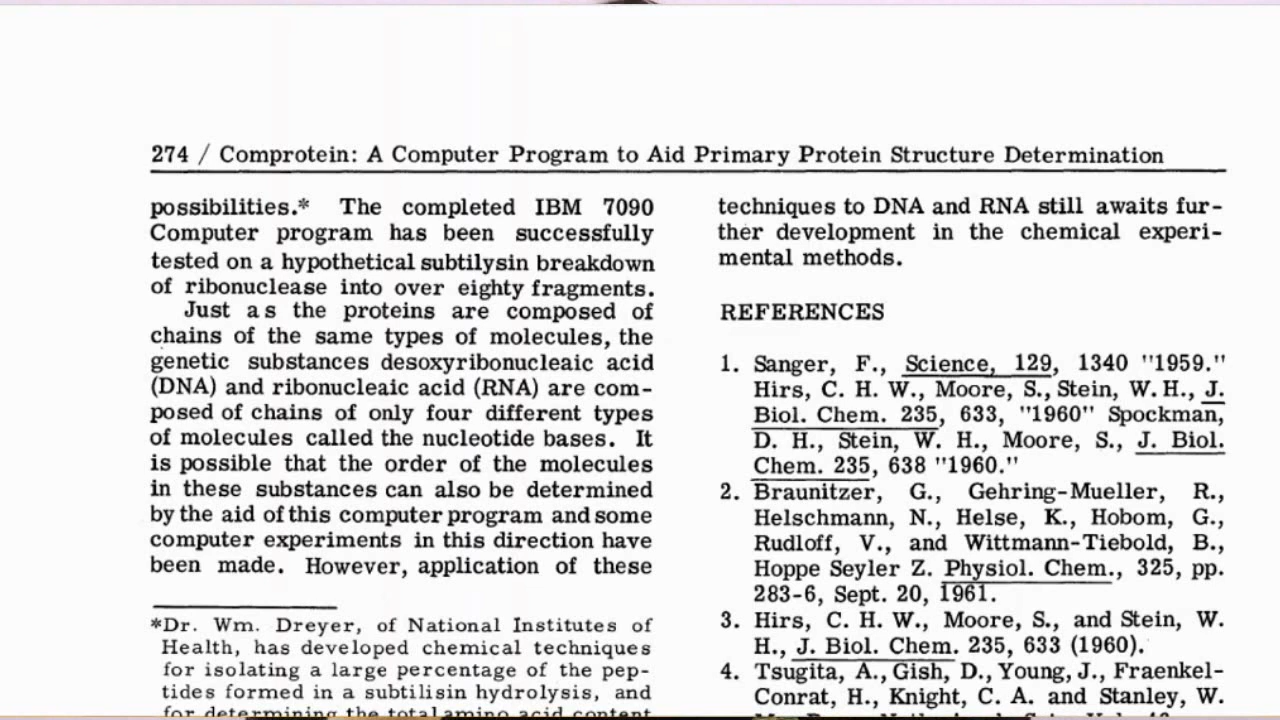 274 / Comprotein: A Computer Program to Aid Primary Protein Structure Determination
possibilities.* The completed IBM 7090
Computer program has been successfully
tested on a hypothetical subtilysin breakdown
of ribonuclease into over eighty fragments.
Just as the proteins are composed of
chains of the same types of molecules, the
genetic substances desoxyribonucleaic acid
(DNA) and ribonucleaic acid (RNA) are com-
posed of chains of only four different types
of molecules called the nucleotide bases. It
is possible that the order of the molecules
in these substances can also be determined
by the aid of this computer program and some
computer experiments in this direction have
been made. However, application of these
*Dr. Wm. Dreyer, of National Institutes of
Health, has developed chemical techniques
for isolating a large percentage of the pep-
tides formed in a subtilisin hydrolysis, and
for determining the total amino acid content
techniques to DNA and RNA still awaits fur-
ther development in the chemical experi-
mental methods.
REFERENCES
1. Sanger, F., Science, 129, 1340 "1959."
Hirs, C. H. W., Moore, S., Stein, W. H., J.
Biol. Chem. 235, 633, "1960" Spockman,
D. H., Stein, W. H., Moore, S., J. Biol.
Chem. 235, 638 "1960."
2. Braunitzer, G., Gehring-Mueller, R.,
Helschmann, N., Helse, K., Hobom, G.,
Rudloff, V., and Wittmann-Tiebold, B.,
Hoppe Seyler Z. Physiol. Chem., 325, pp.
283-6, Sept. 20, 1961.
3. Hirs, C. H. W., Moore, S., and Stein, W.
H., J. Biol. Chem. 235, 633 (1960).
4. Tsugita, A., Gish, D., Young, J., Fraenkel-
Conrat, H., Knight, C. A. and Stanley, W.